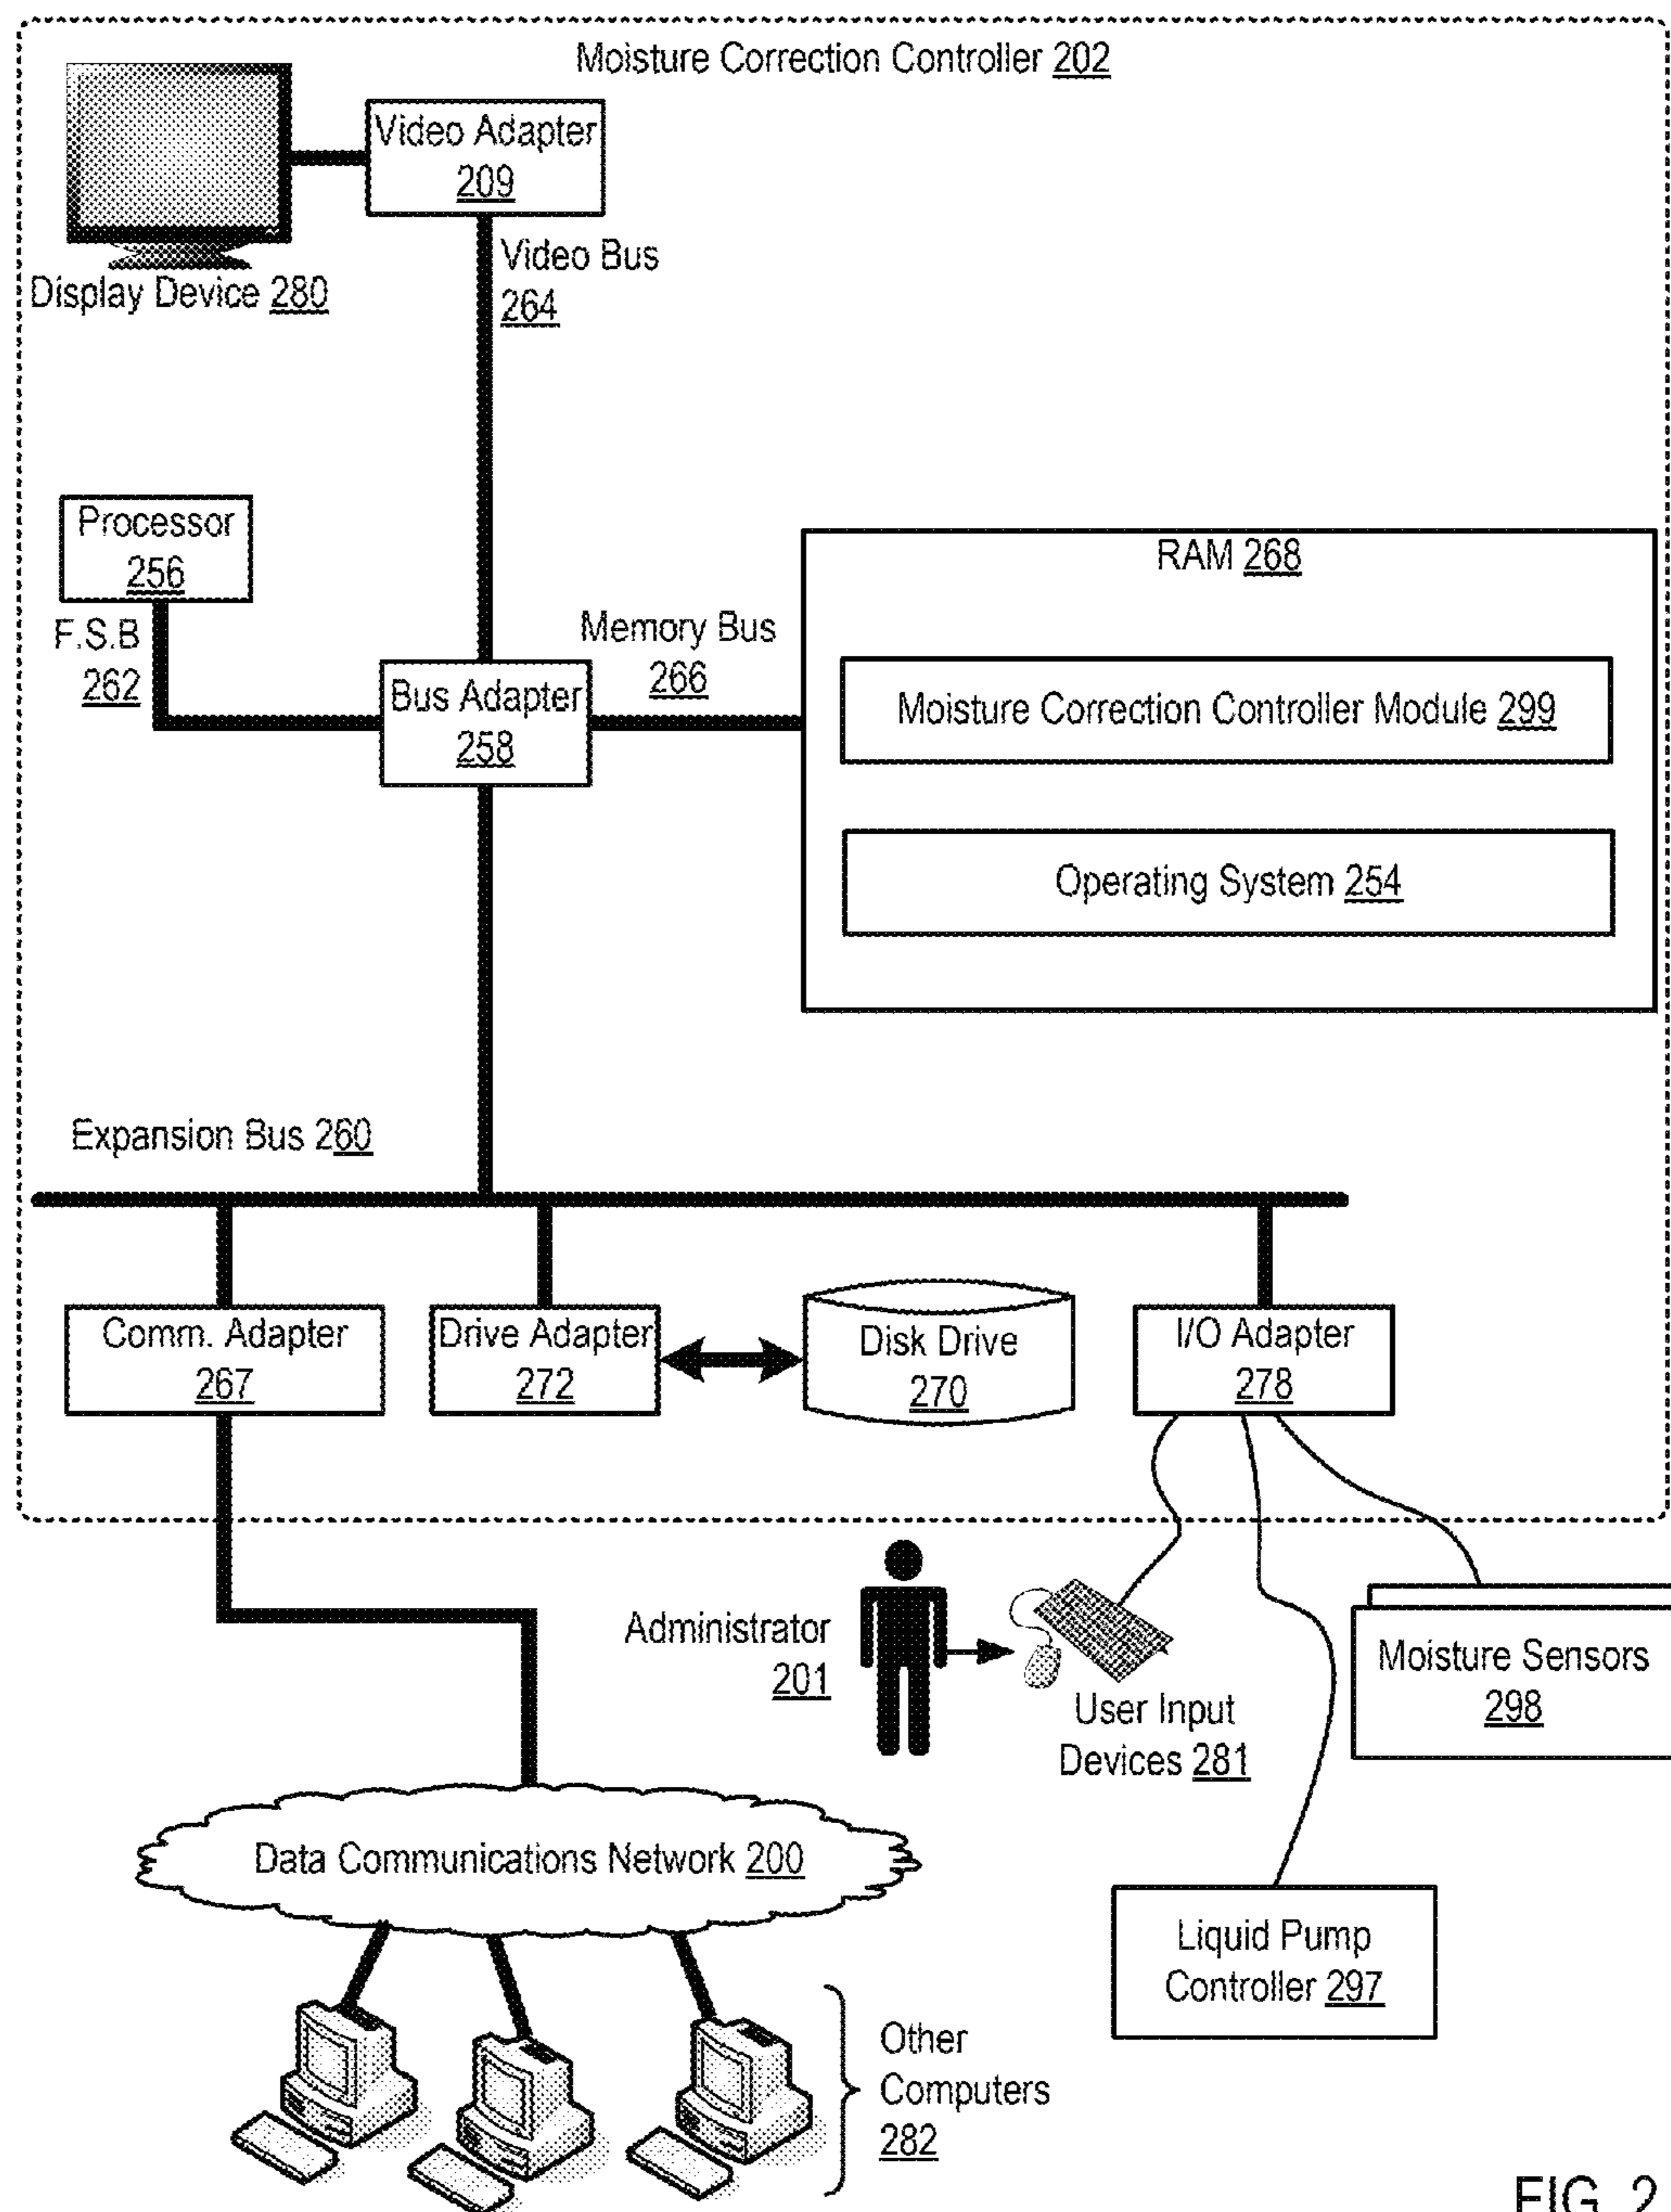 Moisture Correction Controller 202
Video Adapter
209
Video Bus
264
Display Device 280
Processor
256
F.S.B
262
Bus Adapter
258
Memory Bus
266
RAM 268
Moisture Correction Controller Module 299
Operating System 254
Expansion Bus 260
Comm. Adapter
267
Drive Adapter
272
Disk Drive
270
I/O Adapter
278
Administrator
201
User Input
Devices 281
Moisture Sensors
298
Data Communications Network 200
Liquid Pump
Controller 297
Other
Computers
282
FIG. 2